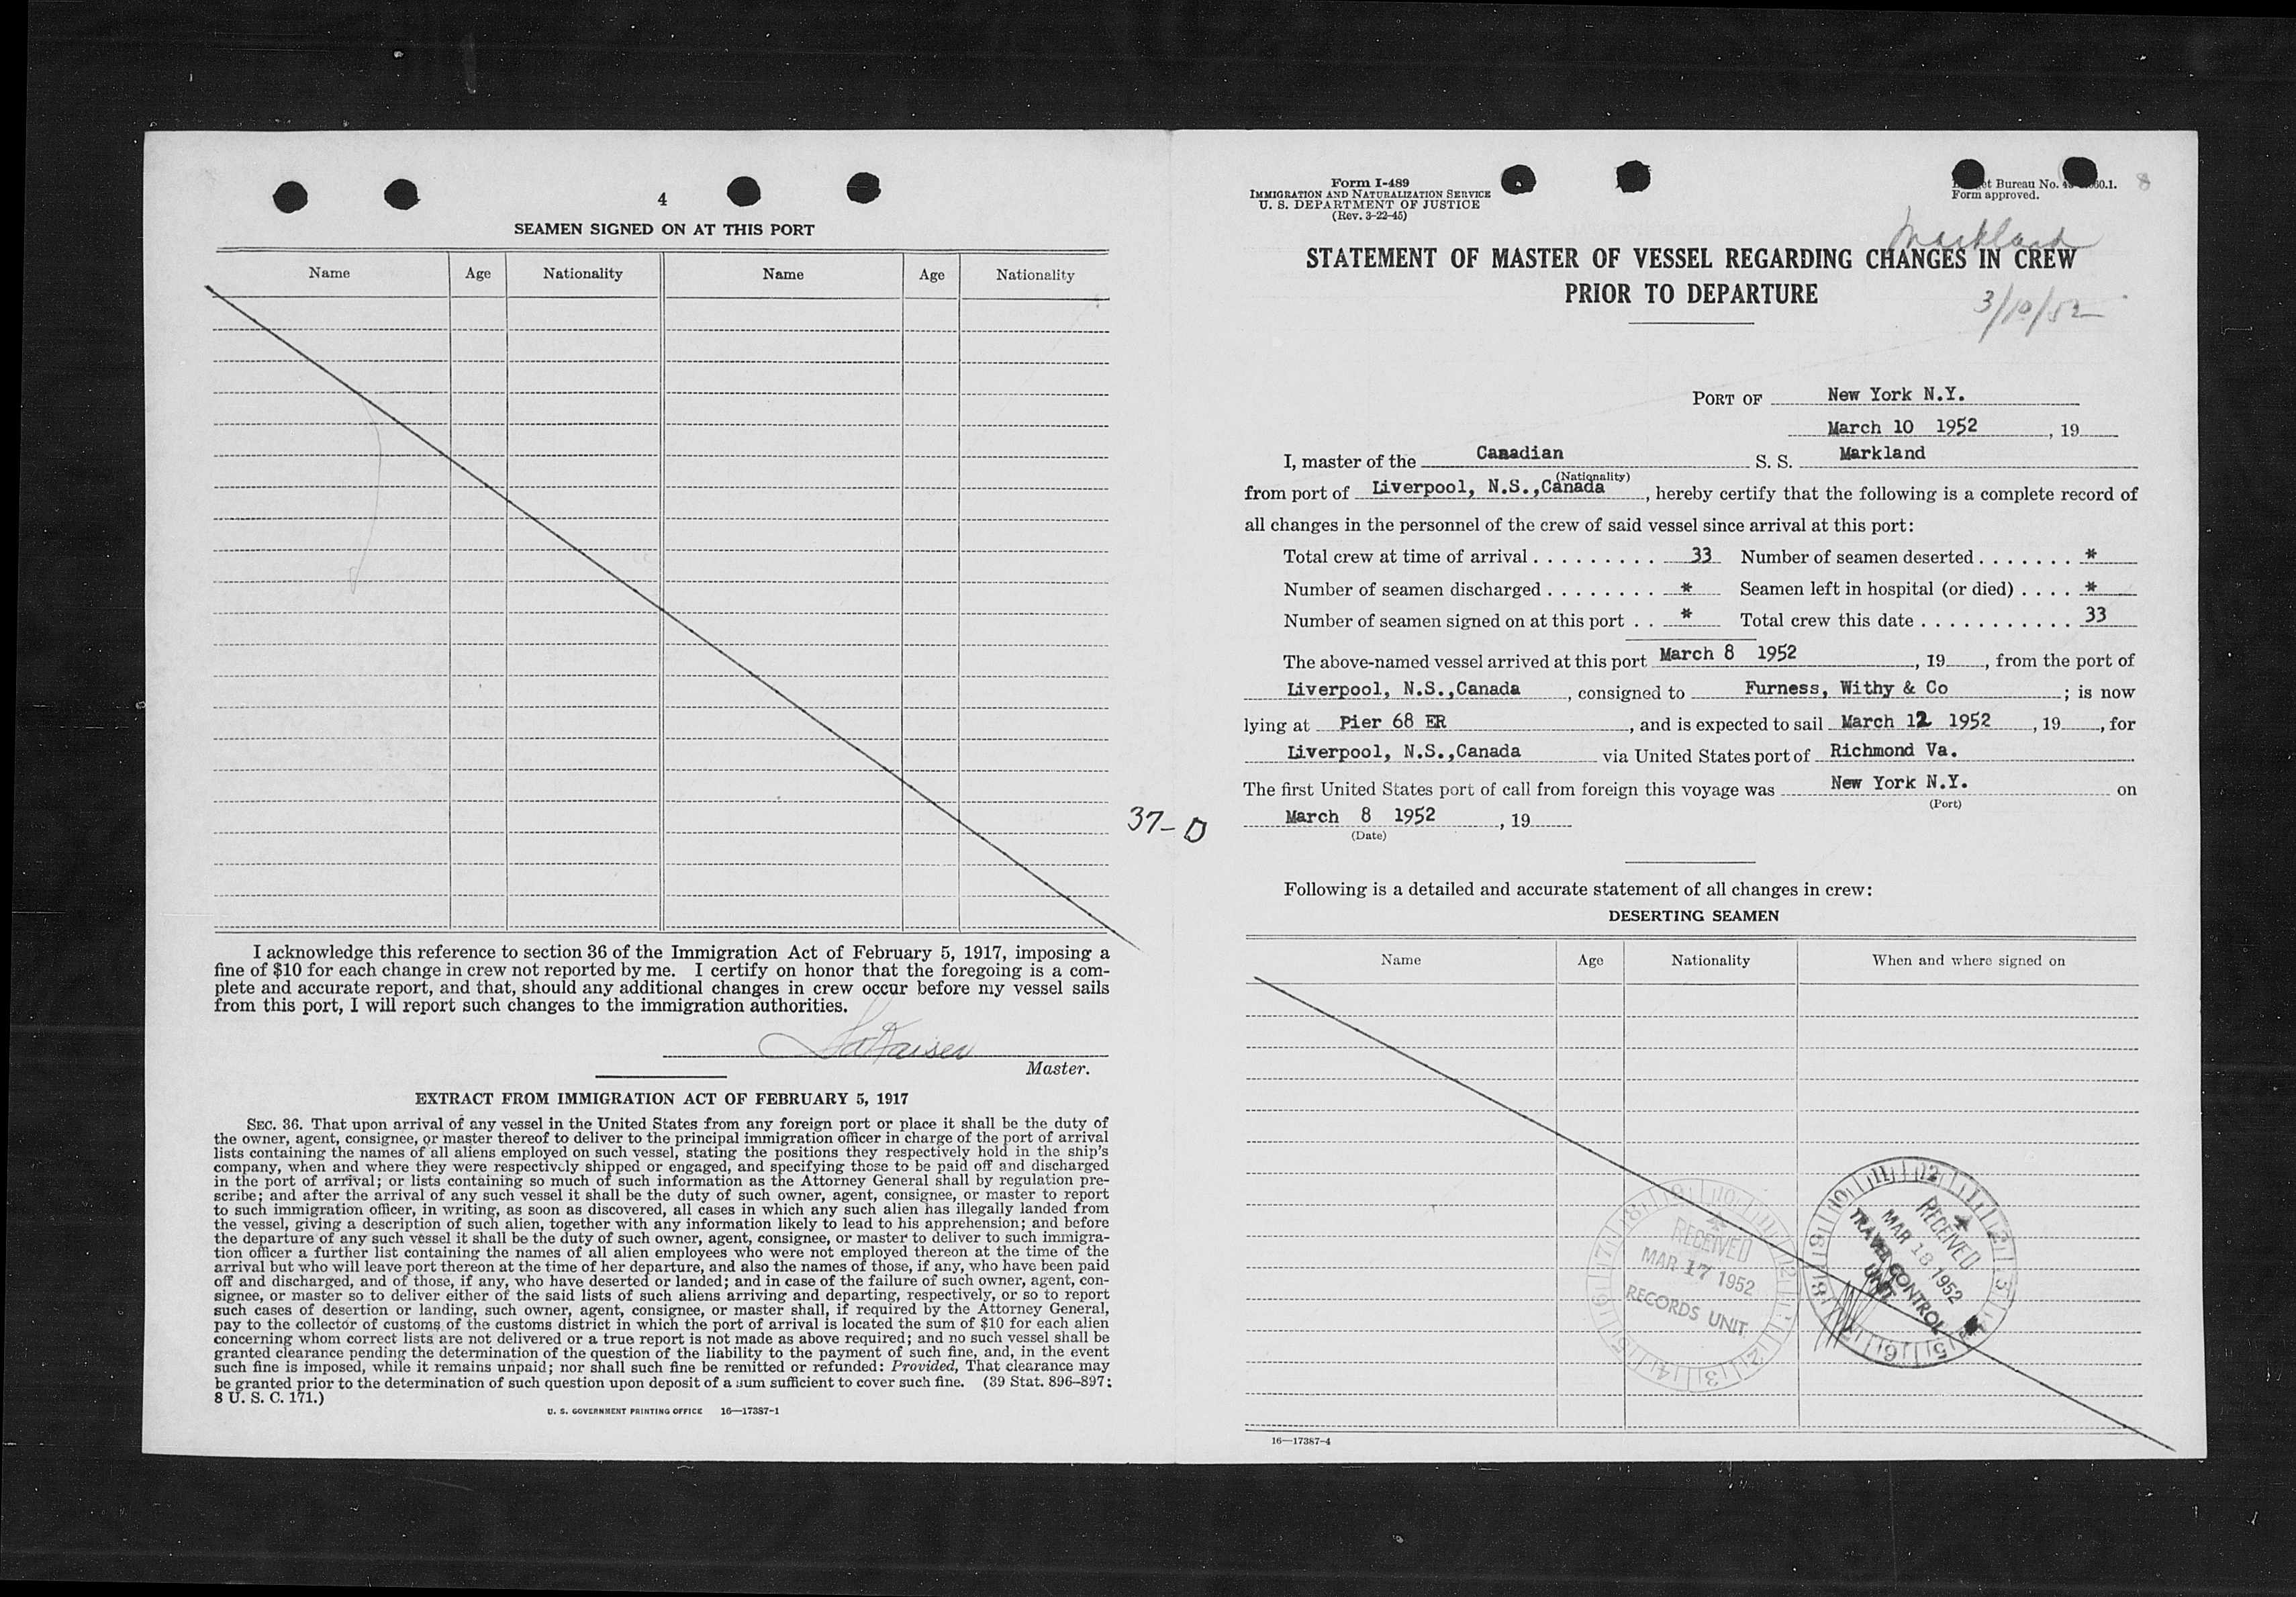 4
SEAMEN SIGNED ON AT THIS PORT
Name Age Nationality Name Age Nationality
I acknowledge this reference to section 36 of the Immigration Act of February 5, 1917, imposing a
fine of $10 for each change in crew not reported by me. I certify on honor that the foregoing is a com-
plete and accurate report, and that, should any additional changes in crew occur before my vessel sails
from this port, I will report such changes to the immigration authorities.
Master.
EXTRACT FROM IMMIGRATION ACT OF FEBRUARY 5, 1917
SEC. 36. That upon arrival of any vessel in the United States from any foreign port or place it shall be the duty of
the owner, agent, consignee, or master thereof to deliver to the principal immigration officer in charge of the port of arrival
lists containing the names of all aliens employed on such vessel, stating the positions they respectively hold in the ship's
company, when and where they were respectively shipped or engaged, and specifying those to be paid off and discharged
in the port of arrival; or lists containing so much of such information as the Attorney General shall by regulation pre-
scribe; and after the arrival of any such vessel it shall be the duty of such owner, agent, consignee, or master to report
to such immigration officer, in writing, as soon as discovered, all cases in which any such alien has illegally landed from
the vessel, giving a description of such alien, together with any information likely to lead to his apprehension; and before
the departure of any such vessel it shall be the duty of such owner, agent, consignee, or master to deliver to such immigra-
tion officer a further list containing the names of all alien employees who were not employed thereon at the time of the
arrival but who will leave port thereon at the time of her departure, and also the names of those, if any, who have been paid
off and discharged, and of those, if any, who have deserted or landed; and in case of the failure of such owner, agent, con-
signee, or master so to deliver either of the said lists of such aliens arriving and departing, respectively, or so to report
such cases of desertion or landing, such owner, agent, consignee, or master shall, if required by the Attorney General,
pay to the collector of customs of the customs district in which the port of arrival is located the sum of $10 for each alien
concerning whom correct lists are not delivered or a true report is not made as above required; and no such vessel shall be
granted clearance pending the determination of the question of the liability to the payment of such fine, and, in the event
such fine is imposed, while it remains unpaid; nor shall such fine be remitted or refunded: Provided, That clearance may
be granted prior to the determination of such question upon deposit of a sum sufficient to cover such fine. (39 Stat. 896-897;
8 U. S. C. 171.)
U. S. GOVERNMENT PRINTING OFFICE 16—17387-1
37-D
Form I-489
IMMIGRATION AND NATURALIZATION SERVICE
U. S. DEPARTMENT OF JUSTICE
(Rev. 3-22-45)
et Bureau No. 60.1.
Form approved.
8
Markland
STATEMENT OF MASTER OF VESSEL REGARDING CHANGES IN CREW
PRIOR TO DEPARTURE
3/10/52
PORT OF New York N.Y.
March 10 1952, 19
I, master of the Canadian S. S. Markland
(Nationality)
from port of Liverpool, N.S.,Canada, hereby certify that the following is a complete record of
all changes in the personnel of the crew of said vessel since arrival at this port:
Total crew at time of arrival . . . . . . . . . 33 Number of seamen deserted . . . . . . . *
Number of seamen discharged . . . . . . . . * Seamen left in hospital (or died) . . . . *
Number of seamen signed on at this port . . * Total crew this date . . . . . . . . . . . 33
The above-named vessel arrived at this port March 8 1952, 19, from the port of
Liverpool, N.S.,Canada, consigned to Furness, Withy & Co; is now
lying at Pier 68 ER, and is expected to sail March 12 1952, 19, for
Liverpool, N.S.,Canada via United States port of Richmond Va.
The first United States port of call from foreign this voyage was New York N.Y. on
(Port)
March 8 1952, 19
(Date)
Following is a detailed and accurate statement of all changes in crew:
DESERTING SEAMEN
Name Age Nationality When and where signed on
RECEIVED
MAR 17 1952
RECORDS UNIT
RECEIVED
MAR 18 1952
TRAVEL CONTROL
UNIT
16—17387-4